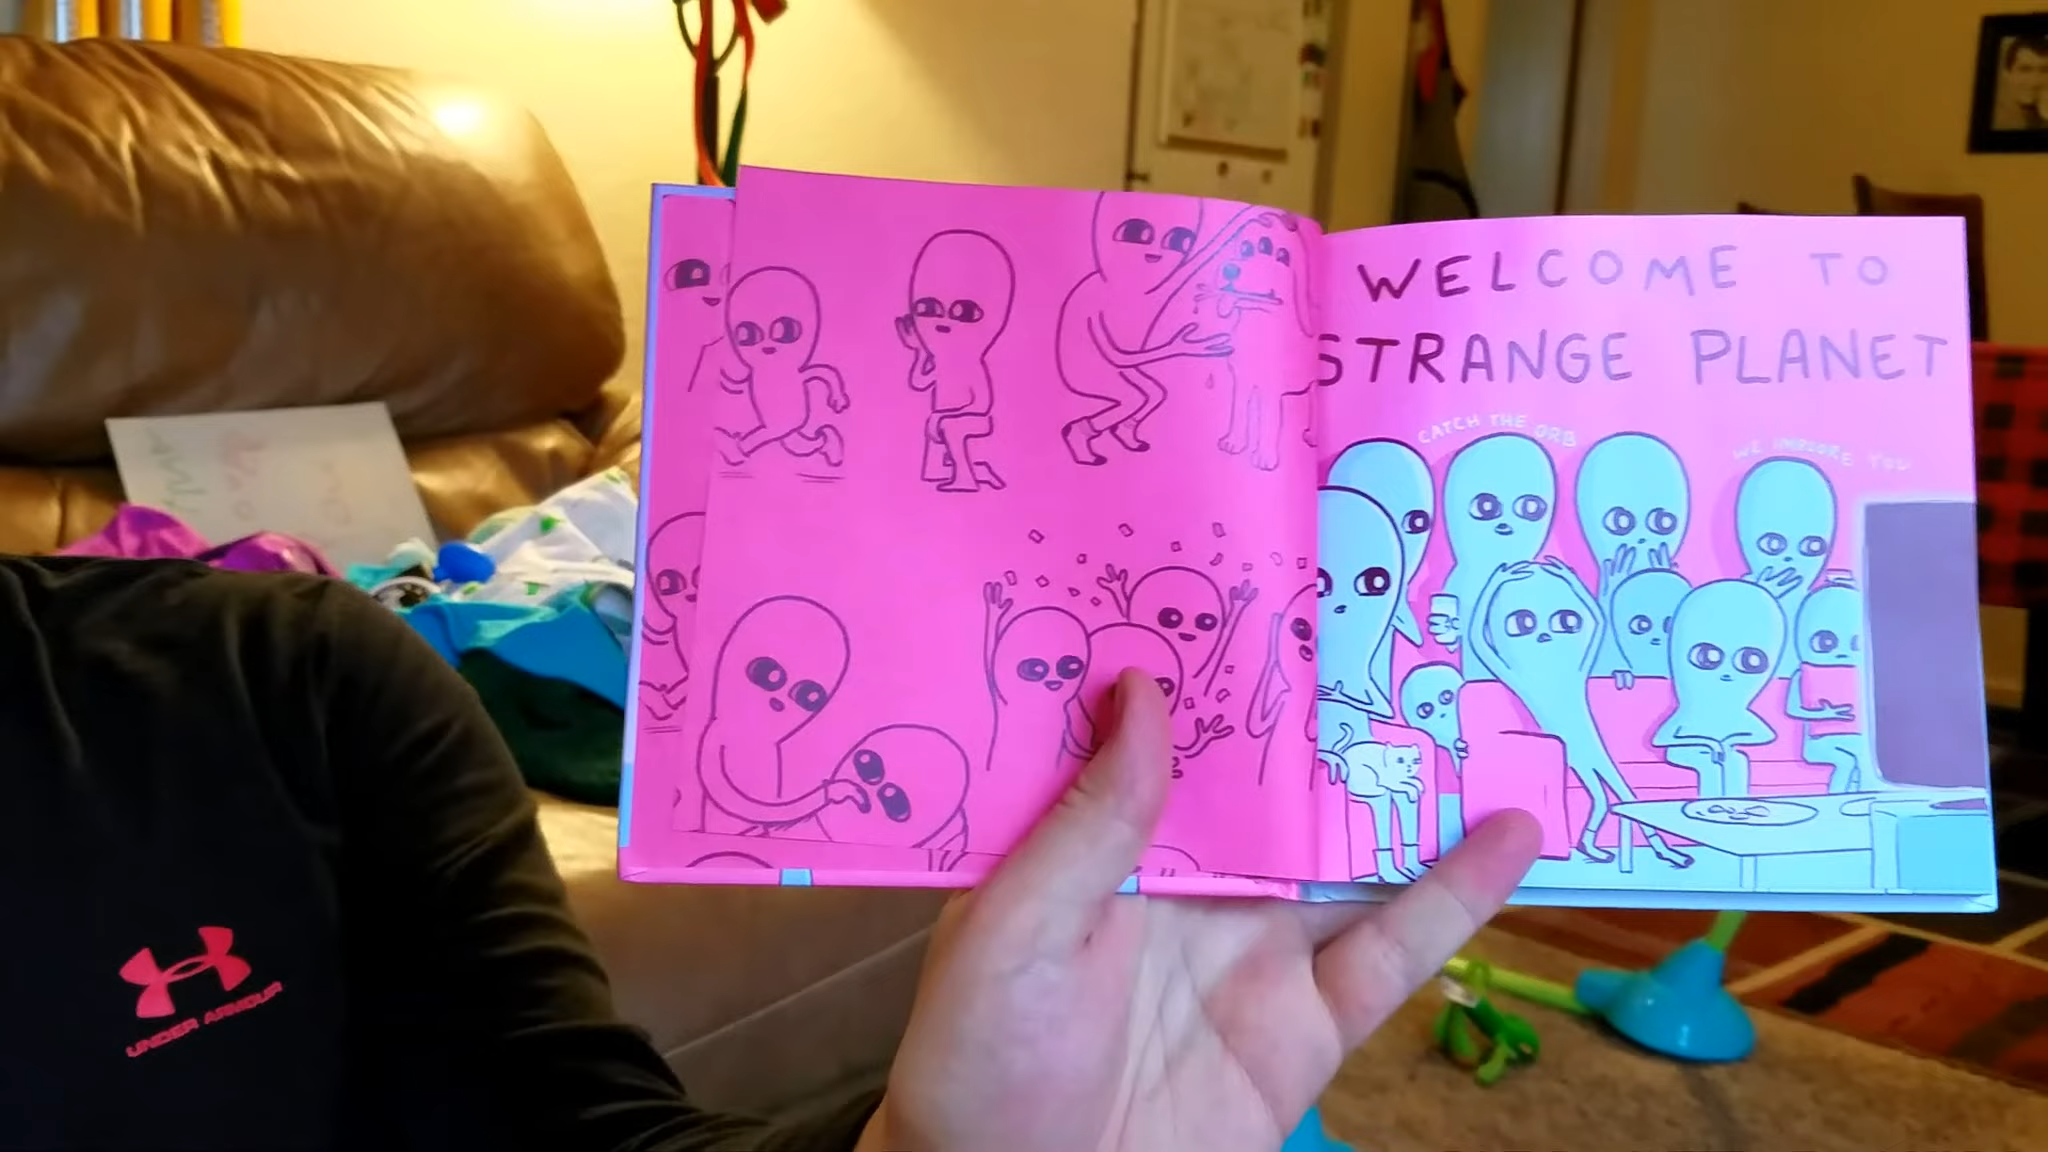 WELCOME TO
STRANGE PLANET
CATCH THE ORB
WE IMPLORE YOU
UNDER ARMOUR